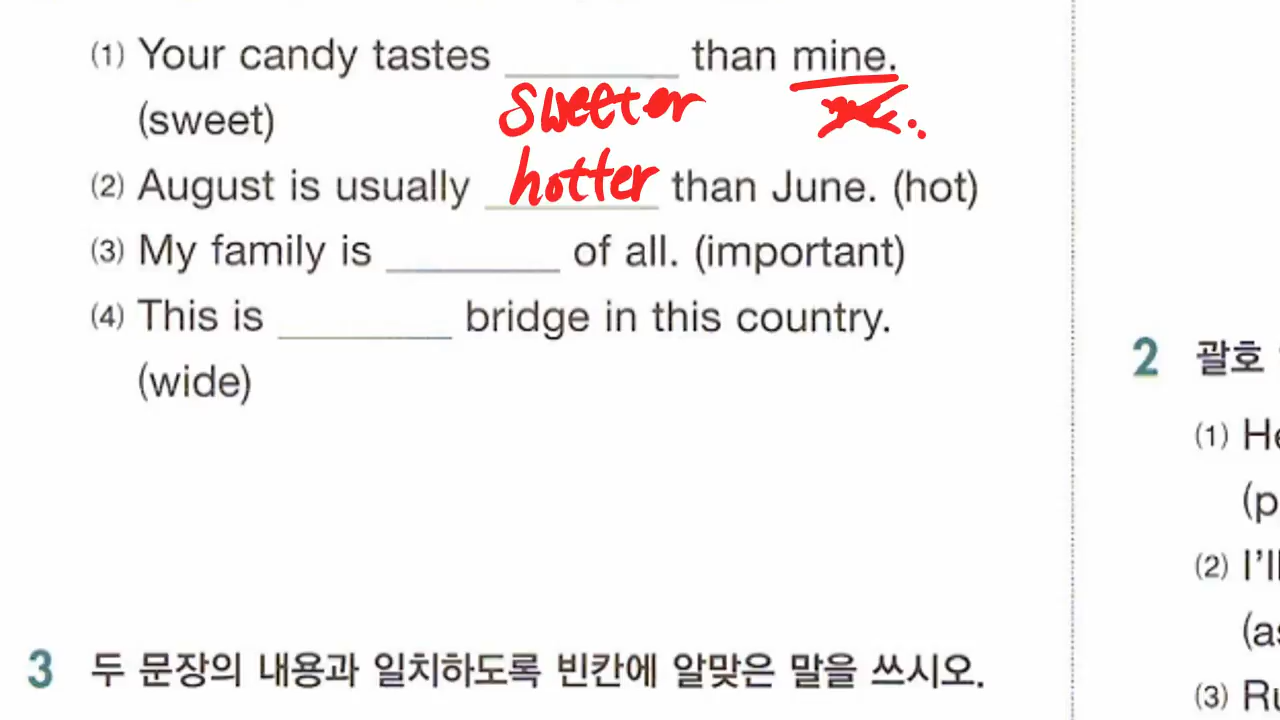 (1) Your candy tastes ________ than mine.
sweeter
(sweet)
(2) August is usually hotter than June. (hot)
(3) My family is ________ of all. (important)
(4) This is ________ bridge in this country.
(wide)
3 두 문장의 내용과 일치하도록 빈칸에 알맞은 말을 쓰시오.
2 괄호
(1) He
(p
(2) I'll
(as
(3) Ru